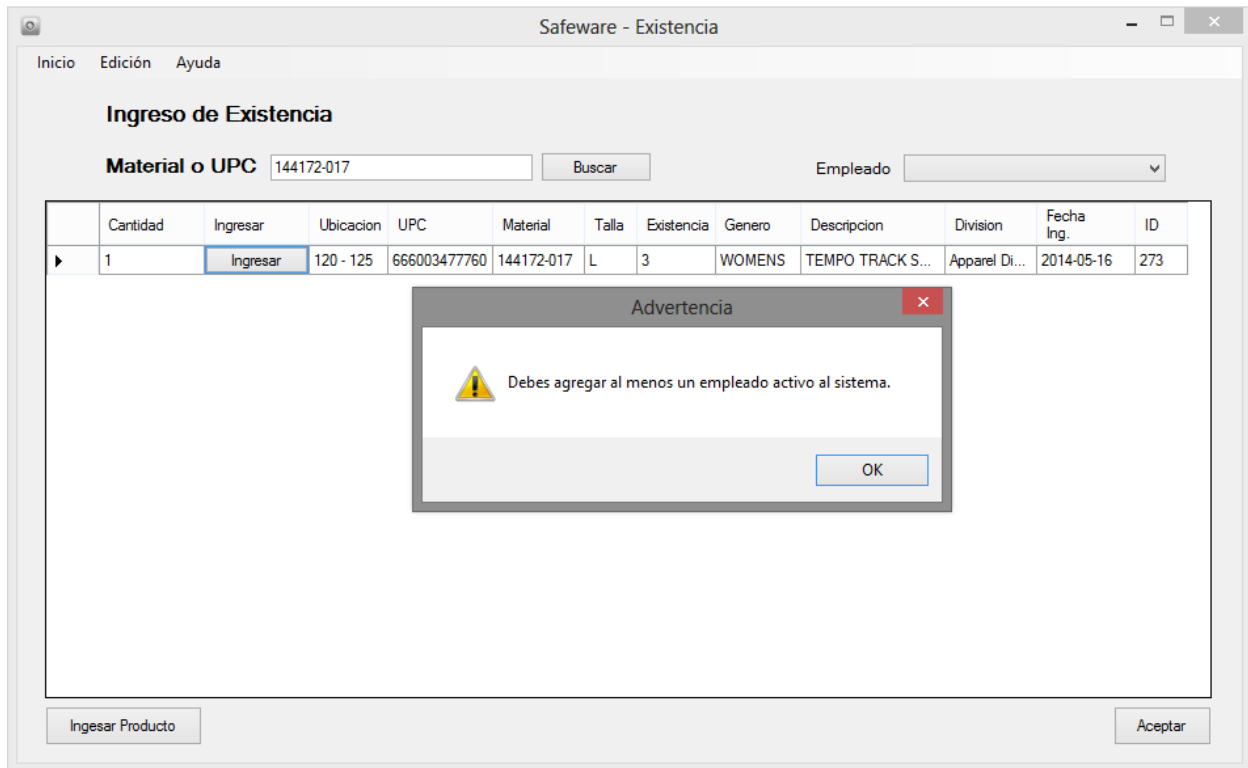 Safeware - Existencia
Inicio Edición Ayuda
Ingreso de Existencia
Material o UPC 144172-017 Buscar Empleado
Cantidad Ingresar Ubicacion UPC Material Talla Existencia Genero Descripcion Division Fecha Ing. ID
1 Ingresar 120 - 125 666003477760 144172-017 L 3 WOMENS TEMPO TRACK S... Apparel Di... 2014-05-16 273
Advertencia
Debes agregar al menos un empleado activo al sistema.
OK
Ingesar Producto Aceptar